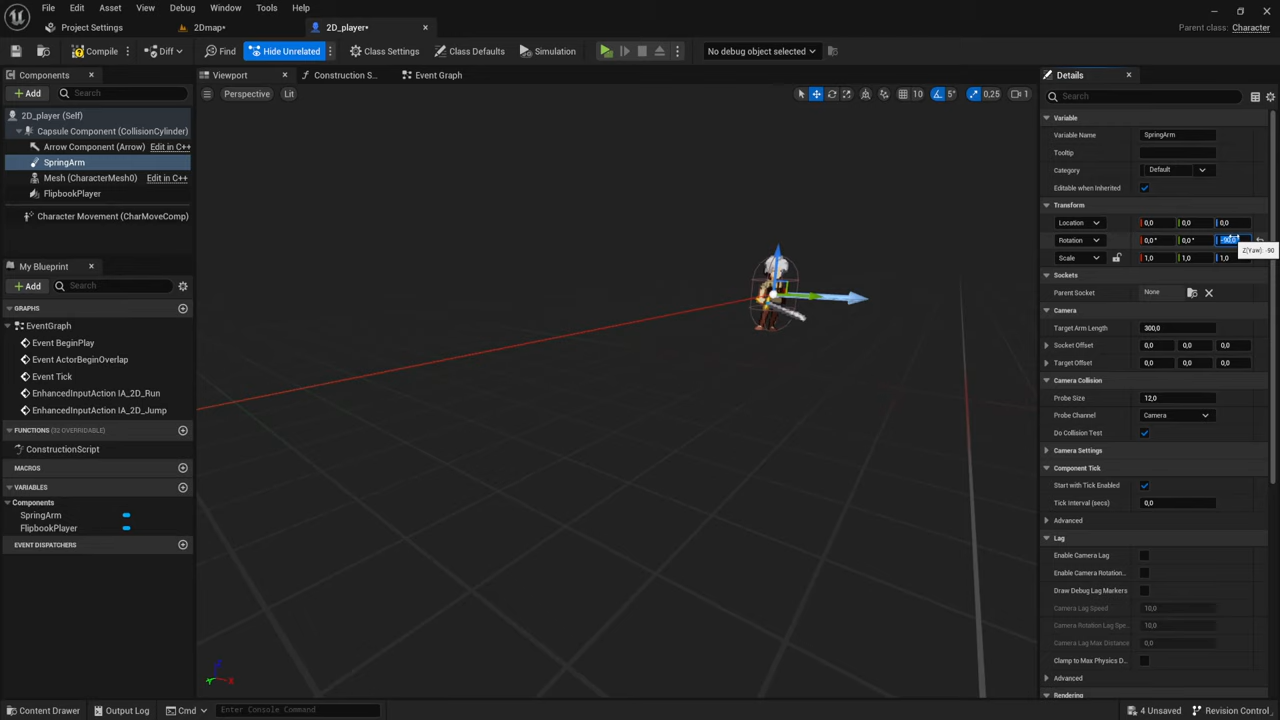 File Edit Asset View Debug Window Tools Help
Project Settings 2Dmap• 2D_player• Parent class: Character
Compile Diff Find Hide Unrelated Class Settings Class Defaults Simulation No debug object selected
Components Viewport Construction S... Event Graph Details
Add Search Perspective Lit 10 5° 0,25 1 Search
2D_player (Self)
Capsule Component (CollisionCylinder)
Arrow Component (Arrow) Edit in C++
SpringArm
Mesh (CharacterMesh0) Edit in C++
FlipbookPlayer
Character Movement (CharMoveComp)
My Blueprint
Add Search
GRAPHS
EventGraph
Event BeginPlay
Event ActorBeginOverlap
Event Tick
EnhancedInputAction IA_2D_Run
EnhancedInputAction IA_2D_Jump
FUNCTIONS (32 OVERRIDABLE)
ConstructionScript
MACROS
VARIABLES
Components
SpringArm
FlipbookPlayer
EVENT DISPATCHERS
Variable
Variable Name SpringArm
Tooltip
Category Default
Editable when Inherited
Transform
Location 0,0 0,0 0,0
Rotation 0,0° 0,0° -90,0
Z(Yaw): -90
Scale 1,0 1,0 1,0
Sockets
Parent Socket None
Camera
Target Arm Length 300,0
Socket Offset 0,0 0,0 0,0
Target Offset 0,0 0,0 0,0
Camera Collision
Probe Size 12,0
Probe Channel Camera
Do Collision Test
Camera Settings
Component Tick
Start with Tick Enabled
Tick Interval (secs) 0,0
Advanced
Lag
Enable Camera Lag
Enable Camera Rotation...
Draw Debug Lag Markers
Camera Lag Speed 10,0
Camera Rotation Lag Spe... 10,0
Camera Lag Max Distance 0,0
Clamp to Max Physics D...
Advanced
Rendering
Z X
Content Drawer Output Log Cmd Enter Console Command 4 Unsaved Revision Control